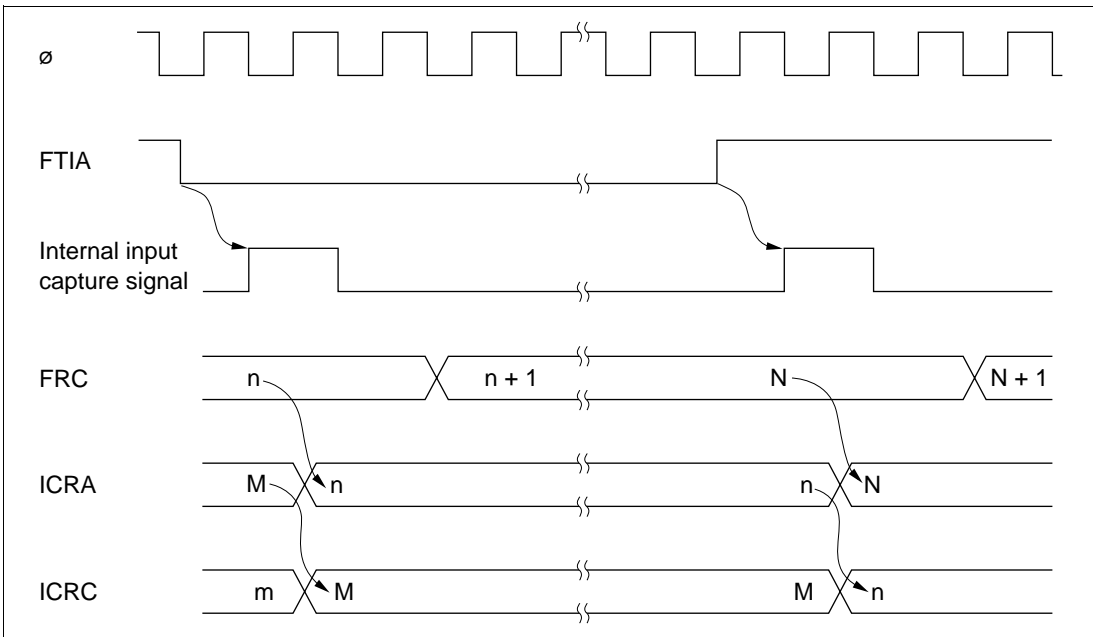 ø
FTIA
Internal input
capture signal
FRC n n + 1 N N + 1
ICRA M n n N
ICRC m M M n